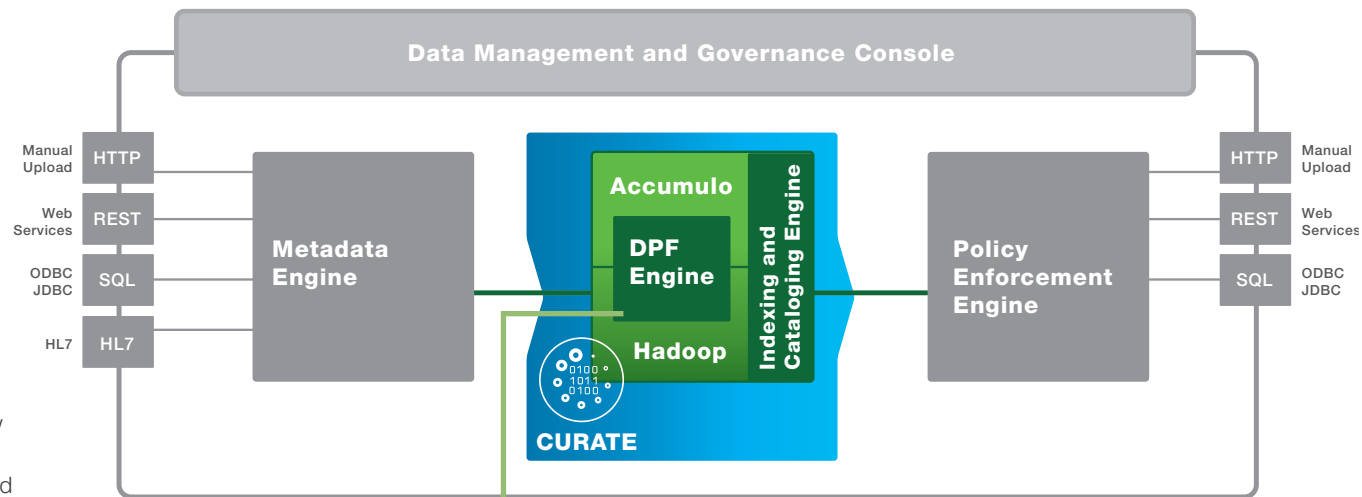 Data Management and Governance Console
Manual
Upload
HTTP
Web
Services
REST
ODBC
JDBC
SQL
HL7
HL7
Metadata
Engine
Accumulo
DPF
Engine
Hadoop
Indexing and
Cataloging Engine
0100
1011
0100
CURATE
Policy
Enforcement
Engine
HTTP
Manual
Upload
REST
Web
Services
SQL
ODBC
JDBC